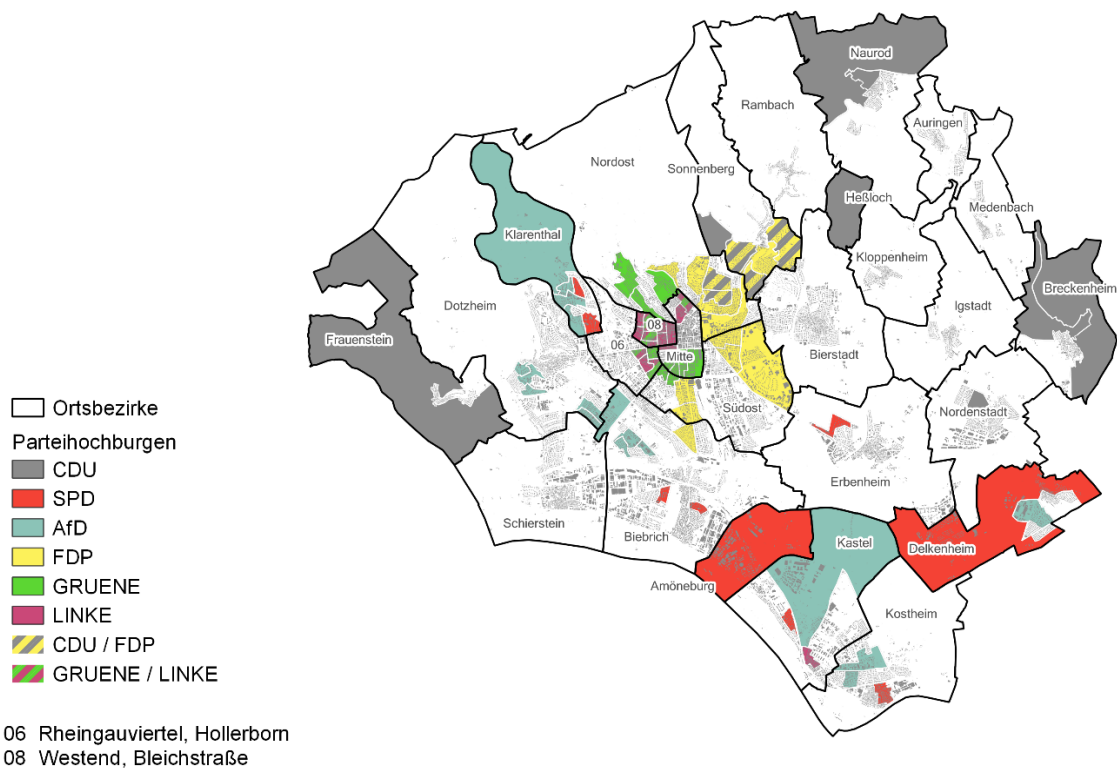 Naurod
Rambach
Auringen
Nordost
Sonnenberg
Heßloch
Medenbach
Klarenthal
Kloppenheim
Breckenheim
Dotzheim
Igstadt
08
Frauenstein
06
Mitte
Bierstadt
Südost
Nordenstadt
Erbenheim
Schierstein
Biebrich
Kastel
Delkenheim
Amöneburg
Kostheim
Ortsbezirke
Parteihochburgen
CDU
SPD
AfD
FDP
GRUENE
LINKE
CDU / FDP
GRUENE / LINKE
06 Rheingauviertel, Hollerborn
08 Westend, Bleichstraße